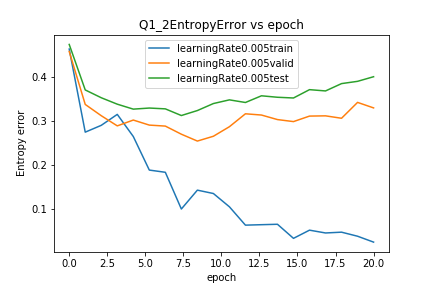 Q1_2EntropyError vs epoch
learningRate0.005train
learningRate0.005valid
learningRate0.005test
Entropy error
0.4
0.3
0.2
0.1
0.0 2.5 5.0 7.5 10.0 12.5 15.0 17.5 20.0
epoch